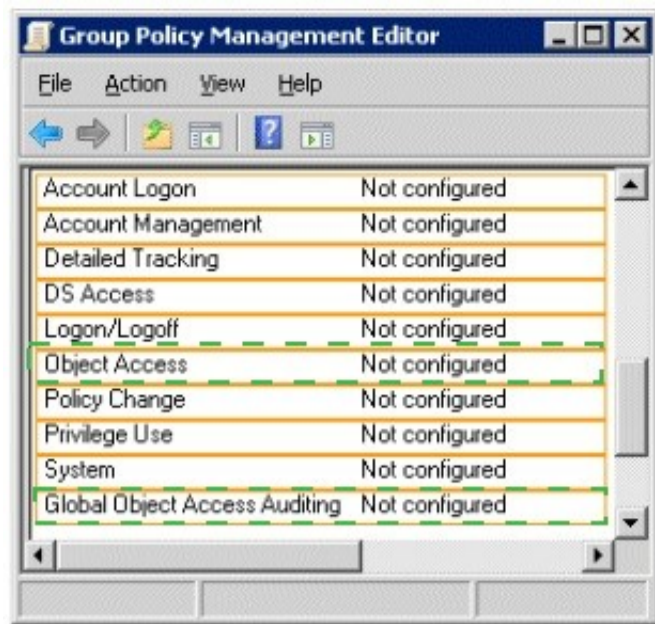 Group Policy Management Editor
File Action View Help
Account Logon Not configured
Account Management Not configured
Detailed Tracking Not configured
DS Access Not configured
Logon/Logoff Not configured
Object Access Not configured
Policy Change Not configured
Privilege Use Not configured
System Not configured
Global Object Access Auditing Not configured